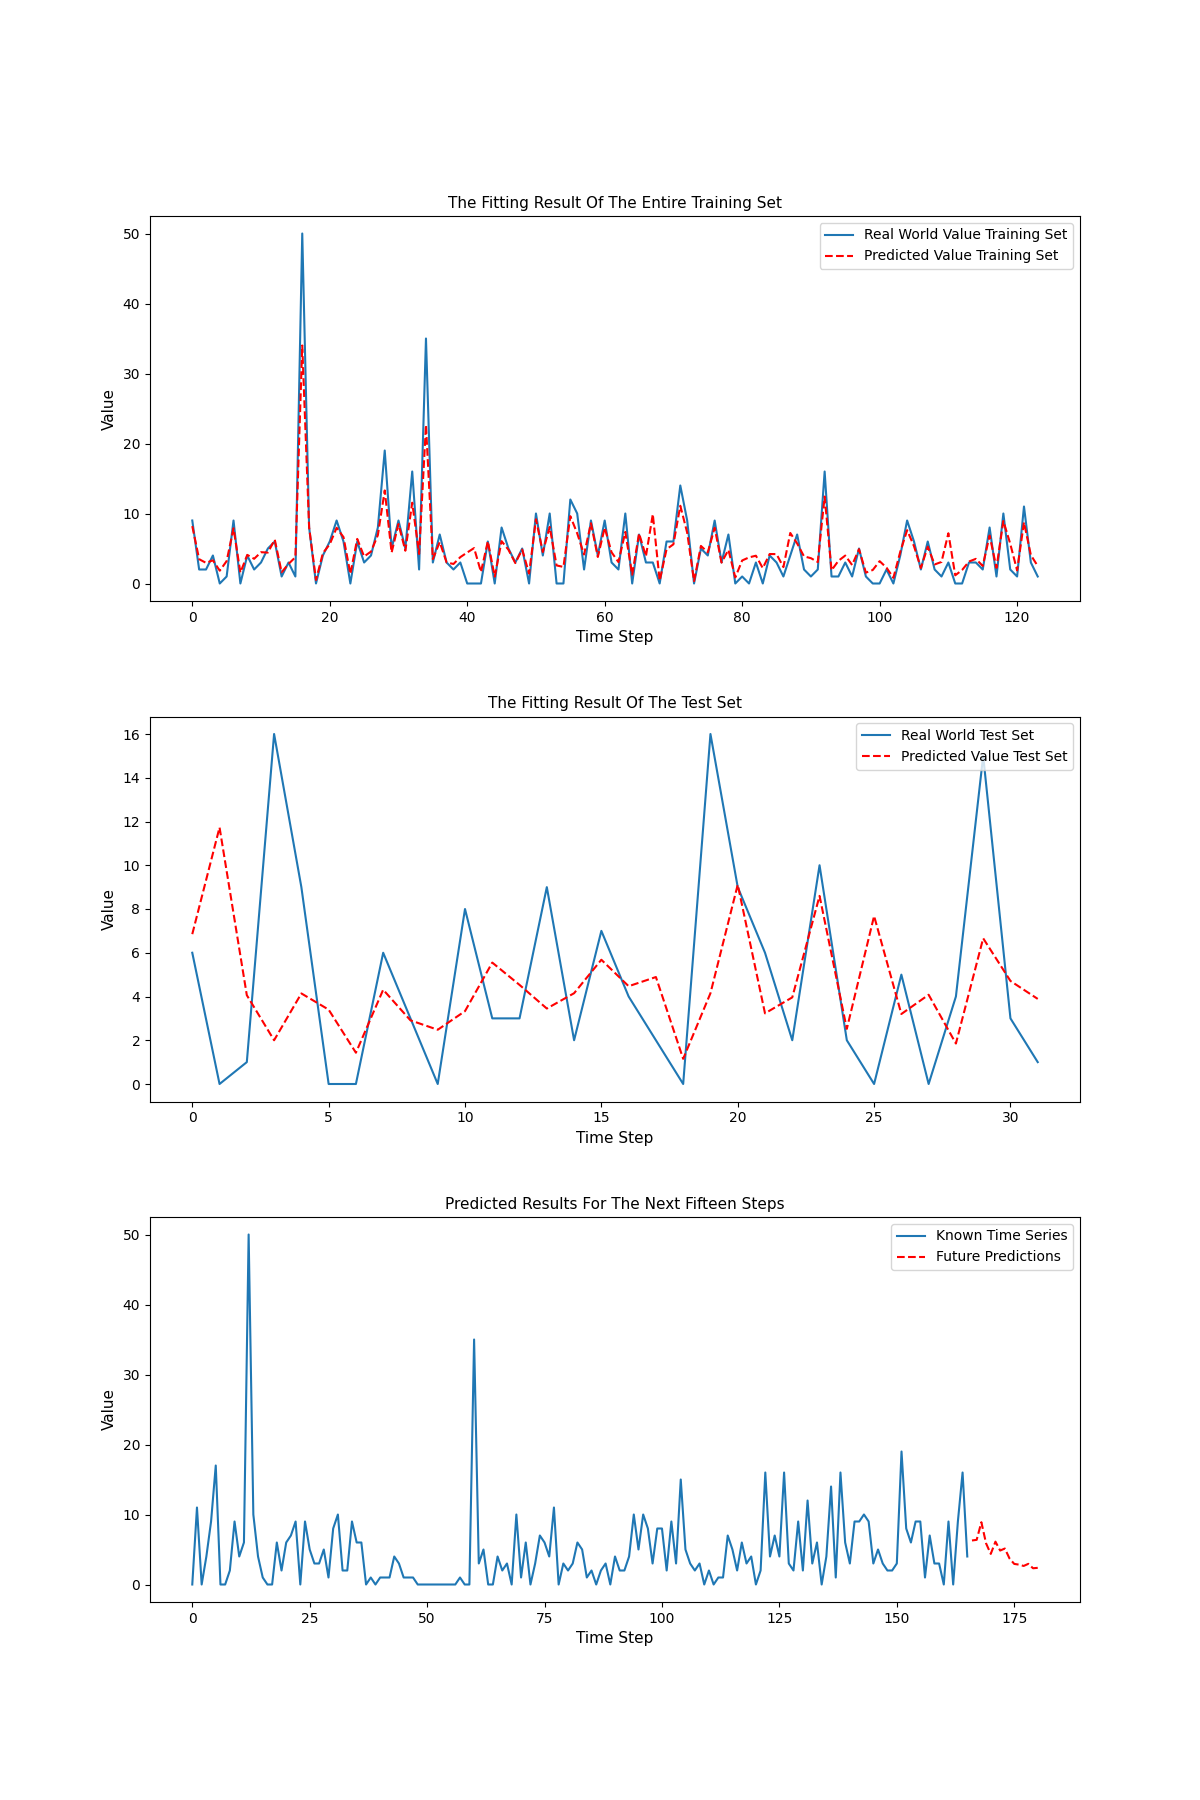 The Fitting Result Of The Entire Training Set
Real World Value Training Set
Predicted Value Training Set
50
40
30
20
10
0
Value
0 20 40 60 80 100 120
Time Step
The Fitting Result Of The Test Set
Real World Test Set
Predicted Value Test Set
16
14
12
10
8
6
4
2
0
Value
0 5 10 15 20 25 30
Time Step
Predicted Results For The Next Fifteen Steps
Known Time Series
Future Predictions
50
40
30
20
10
0
Value
0 25 50 75 100 125 150 175
Time Step